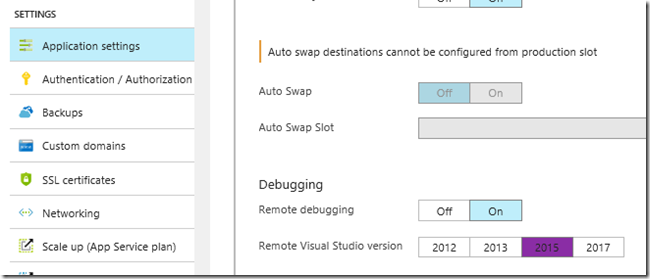 SETTINGS
Application settings
Authentication / Authorization
Backups
Custom domains
SSL certificates
Networking
Scale up (App Service plan)
Auto swap destinations cannot be configured from production slot
Auto Swap
Off On
Auto Swap Slot
Debugging
Remote debugging
Off On
Remote Visual Studio version
2012 2013 2015 2017